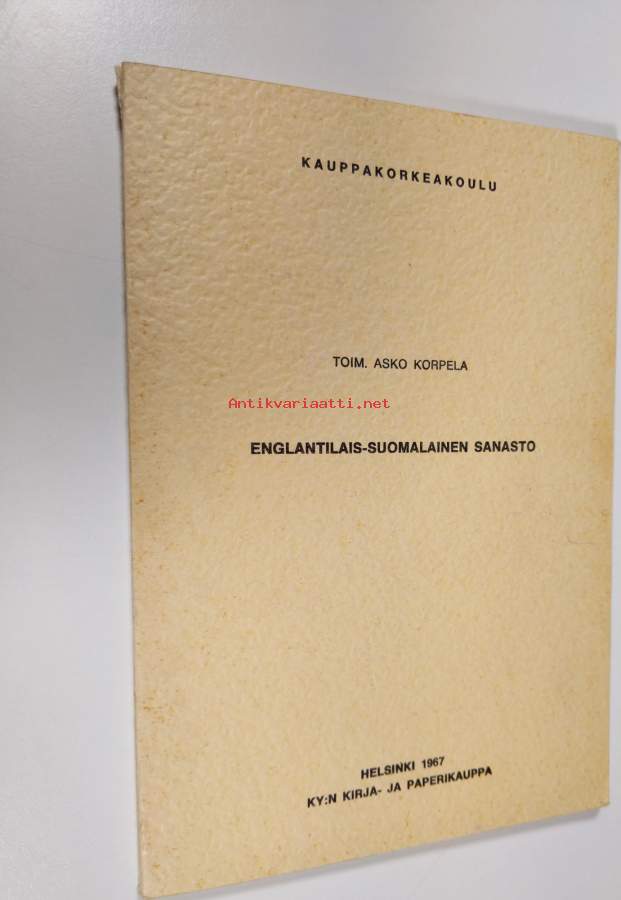 KAUPPAKORKEAKOULU
TOIM. ASKO KORPELA
Antikvariaatti.net
ENGLANTILAIS-SUOMALAINEN SANASTO
HELSINKI 1967
KY:N KIRJA- JA PAPERIKAUPPA